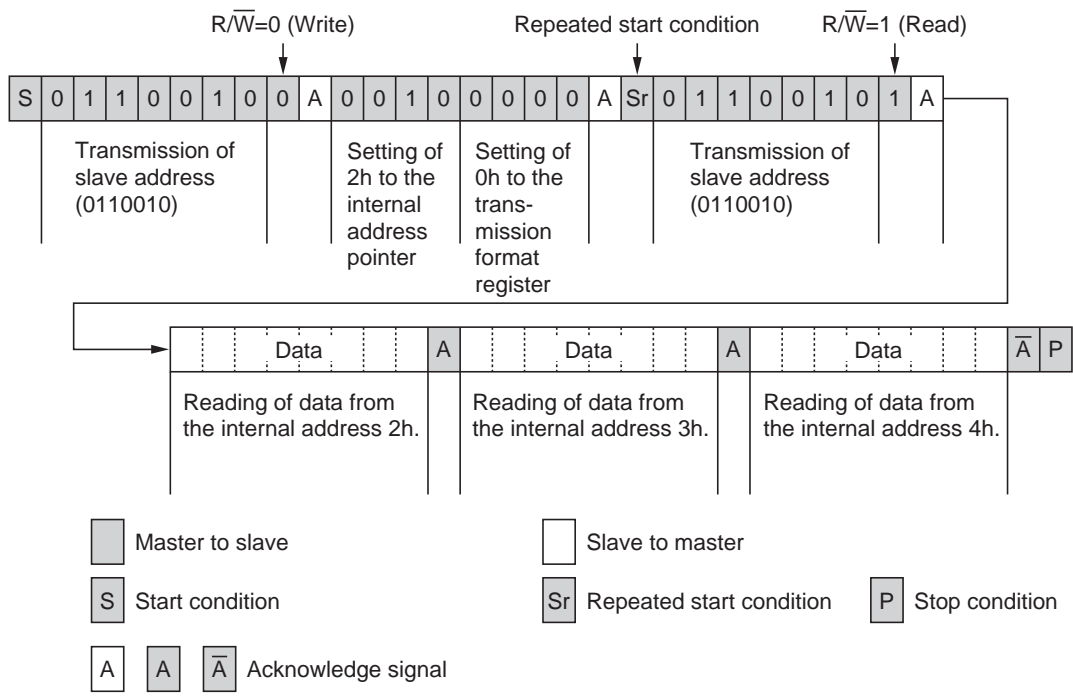 R/W̅=0 (Write) Repeated start condition R/W̅=1 (Read)
S 0 1 1 0 0 1 0 0 A 0 0 1 0 0 0 0 0 A Sr 0 1 1 0 0 1 0 1 A
Transmission of
slave address
(0110010)
Setting of
2h to the
internal
address
pointer
Setting of
0h to the
trans-
mission
format
register
Transmission of
slave address
(0110010)
Data A Data A Data A̅ P
Reading of data from
the internal address 2h.
Reading of data from
the internal address 3h.
Reading of data from
the internal address 4h.
Master to slave Slave to master
S Start condition Sr Repeated start condition P Stop condition
A A A̅ Acknowledge signal